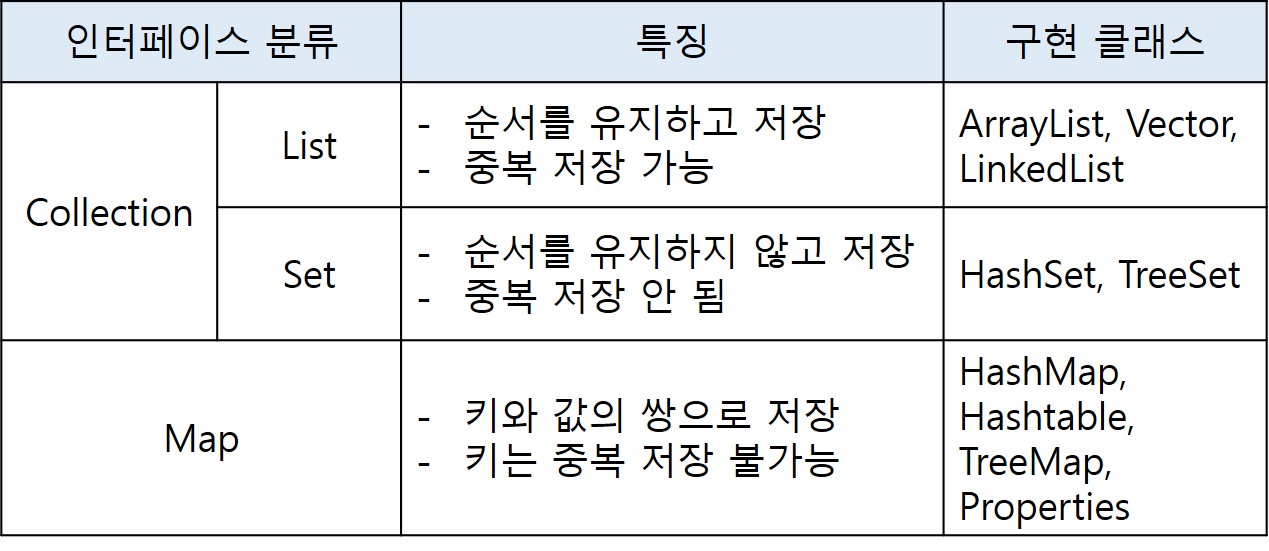 인터페이스 분류
특징
구현 클래스
Collection
List
- 순서를 유지하고 저장
- 중복 저장 가능
ArrayList, Vector,
LinkedList
Set
- 순서를 유지하지 않고 저장
- 중복 저장 안 됨
HashSet, TreeSet
Map
- 키와 값의 쌍으로 저장
- 키는 중복 저장 불가능
HashMap,
Hashtable,
TreeMap,
Properties